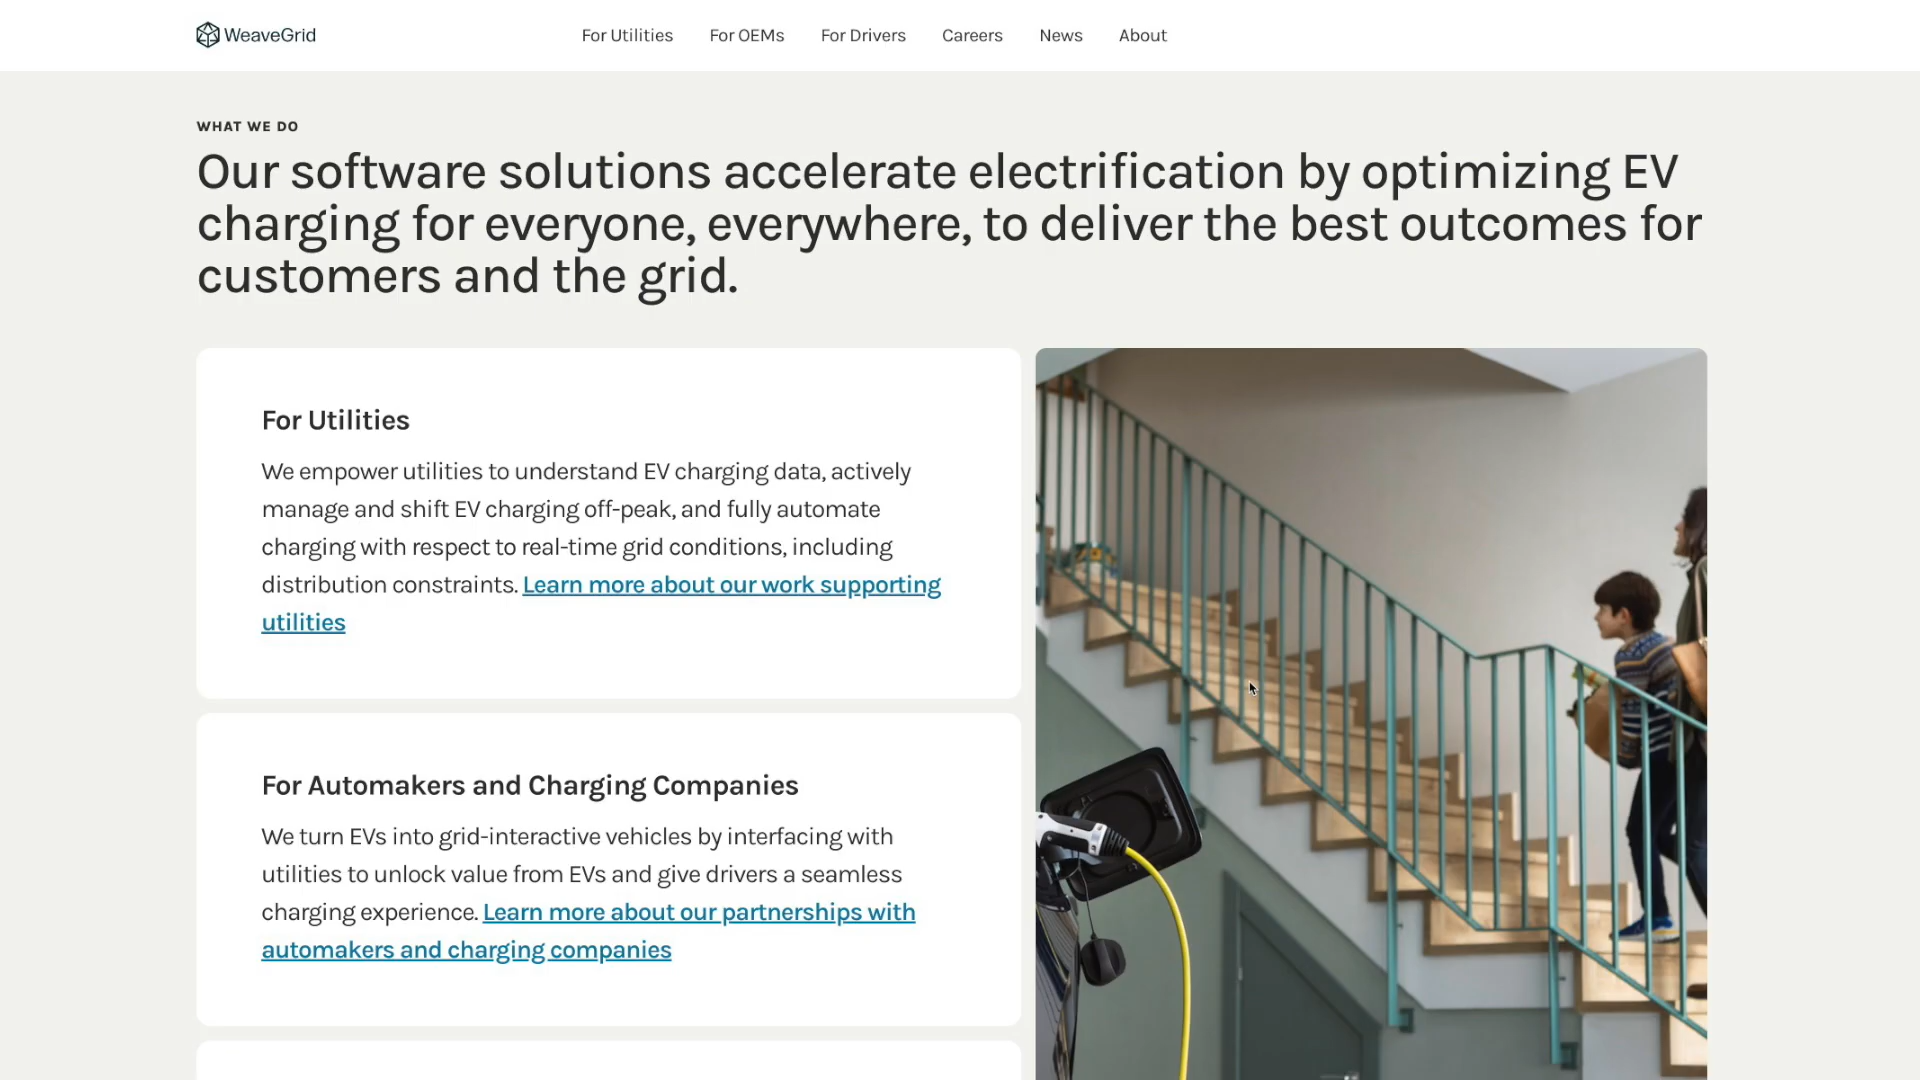 WeaveGrid
For Utilities
For OEMs
For Drivers
Careers
News
About
WHAT WE DO
Our software solutions accelerate electrification by optimizing EV
charging for everyone, everywhere, to deliver the best outcomes for
customers and the grid.
For Utilities
We empower utilities to understand EV charging data, actively
manage and shift EV charging off-peak, and fully automate
charging with respect to real-time grid conditions, including
distribution constraints. Learn more about our work supporting
utilities
For Automakers and Charging Companies
We turn EVs into grid-interactive vehicles by interfacing with
utilities to unlock value from EVs and give drivers a seamless
charging experience. Learn more about our partnerships with
automakers and charging companies